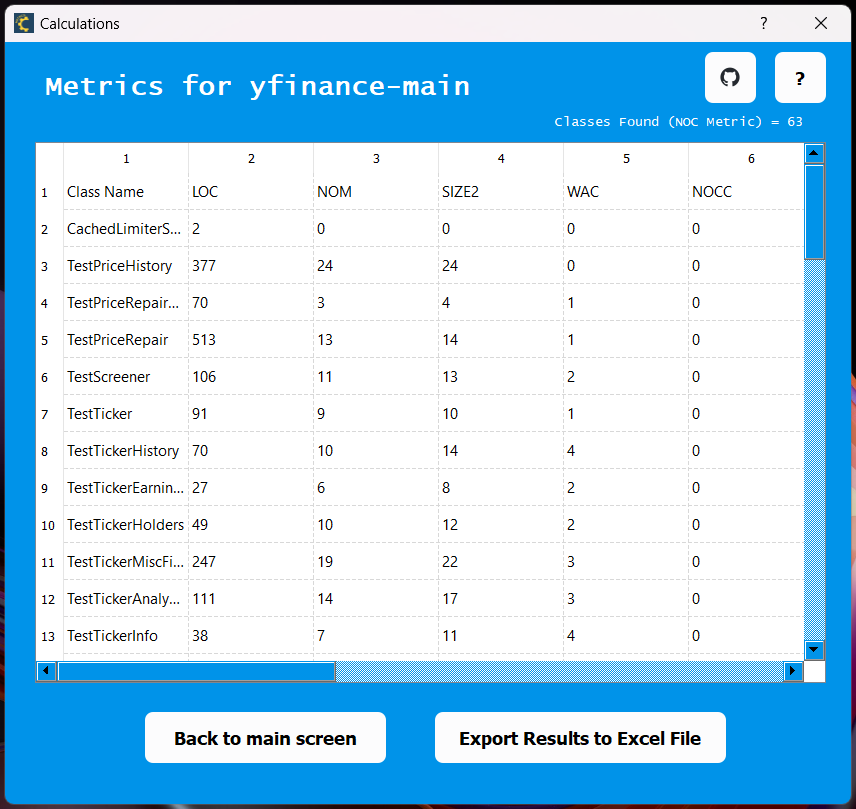 Calculations ?
Metrics for yfinance-main
?
Classes Found (NOC Metric) = 63
1 2 3 4 5 6
1 Class Name LOC NOM SIZE2 WAC NOCC
2 CachedLimiterS... 2 0 0 0 0
3 TestPriceHistory 377 24 24 0 0
4 TestPriceRepair... 70 3 4 1 0
5 TestPriceRepair 513 13 14 1 0
6 TestScreener 106 11 13 2 0
7 TestTicker 91 9 10 1 0
8 TestTickerHistory 70 10 14 4 0
9 TestTickerEarnin... 27 6 8 2 0
10 TestTickerHolders 49 10 12 2 0
11 TestTickerMiscFi... 247 19 22 3 0
12 TestTickerAnaly... 111 14 17 3 0
13 TestTickerInfo 38 7 11 4 0
Back to main screen Export Results to Excel File